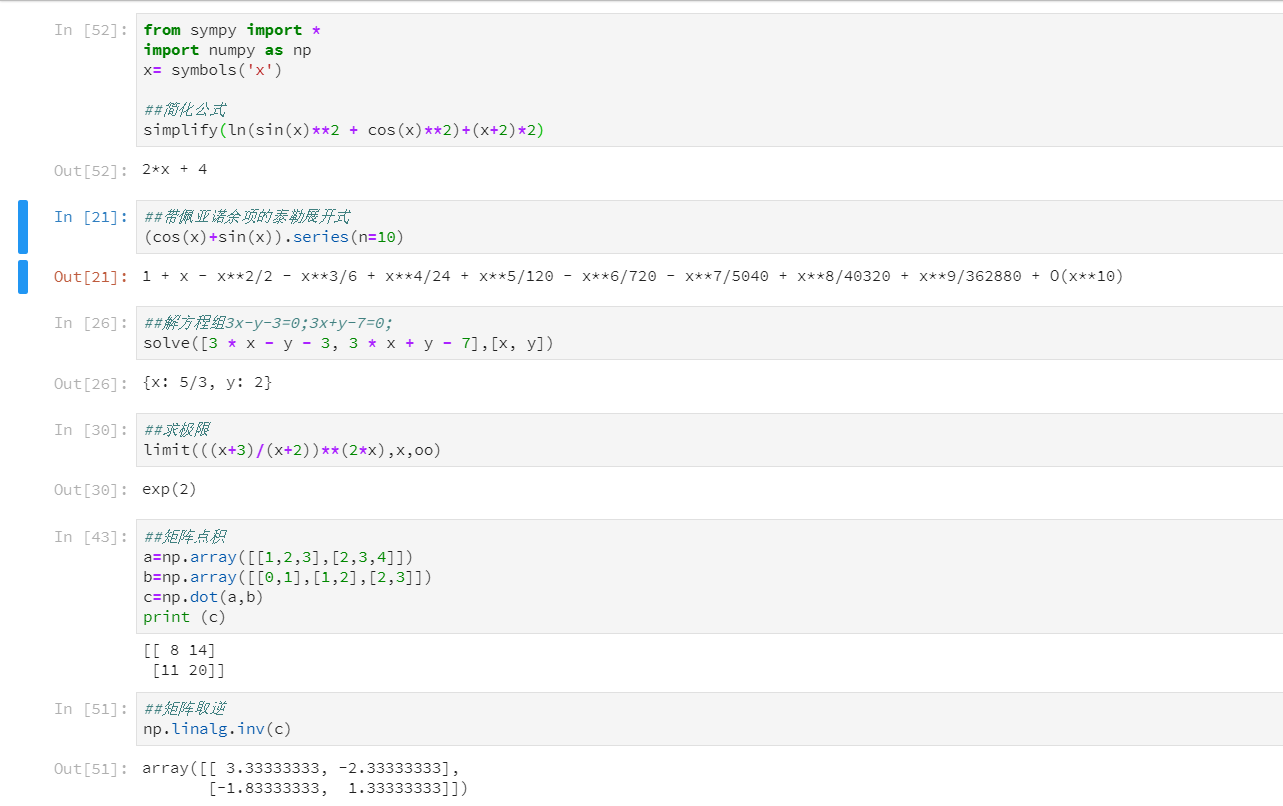 In [52]: from sympy import *
import numpy as np
x= symbols('x')
##简化公式
simplify(ln(sin(x)**2 + cos(x)**2)+(x+2)*2)
Out[52]: 2*x + 4
In [21]: ##带佩亚诺余项的泰勒展开式
(cos(x)+sin(x)).series(n=10)
Out[21]: 1 + x - x**2/2 - x**3/6 + x**4/24 + x**5/120 - x**6/720 - x**7/5040 + x**8/40320 + x**9/362880 + O(x**10)
In [26]: ##解方程组3x-y-3=0;3x+y-7=0;
solve([3 * x - y - 3, 3 * x + y - 7],[x, y])
Out[26]: {x: 5/3, y: 2}
In [30]: ##求极限
limit(((x+3)/(x+2))**(2*x),x,oo)
Out[30]: exp(2)
In [43]: ##矩阵点积
a=np.array([[1,2,3],[2,3,4]])
b=np.array([[0,1],[1,2],[2,3]])
c=np.dot(a,b)
print (c)
[[ 8 14]
[11 20]]
In [51]: ##矩阵取逆
np.linalg.inv(c)
Out[51]: array([[ 3.33333333, -2.33333333],
[-1.83333333,  1.33333333]])